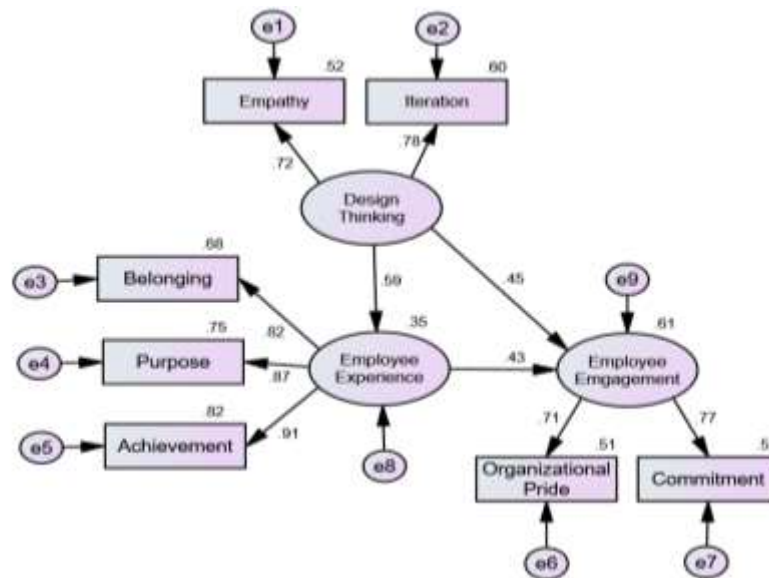 e1
e2
.52
.60
Empathy
Iteration
.72
.78
Design
Thinking
.68
e3
Belonging
.59
.45
e9
.82
.75
.35
.61
e4
Purpose
.87
Employee
Experience
.43
Employee
Emgagement
.82
.91
e5
Achievement
e8
.71
.77
.51
.5
Organizational
Pride
Commitment
e6
e7